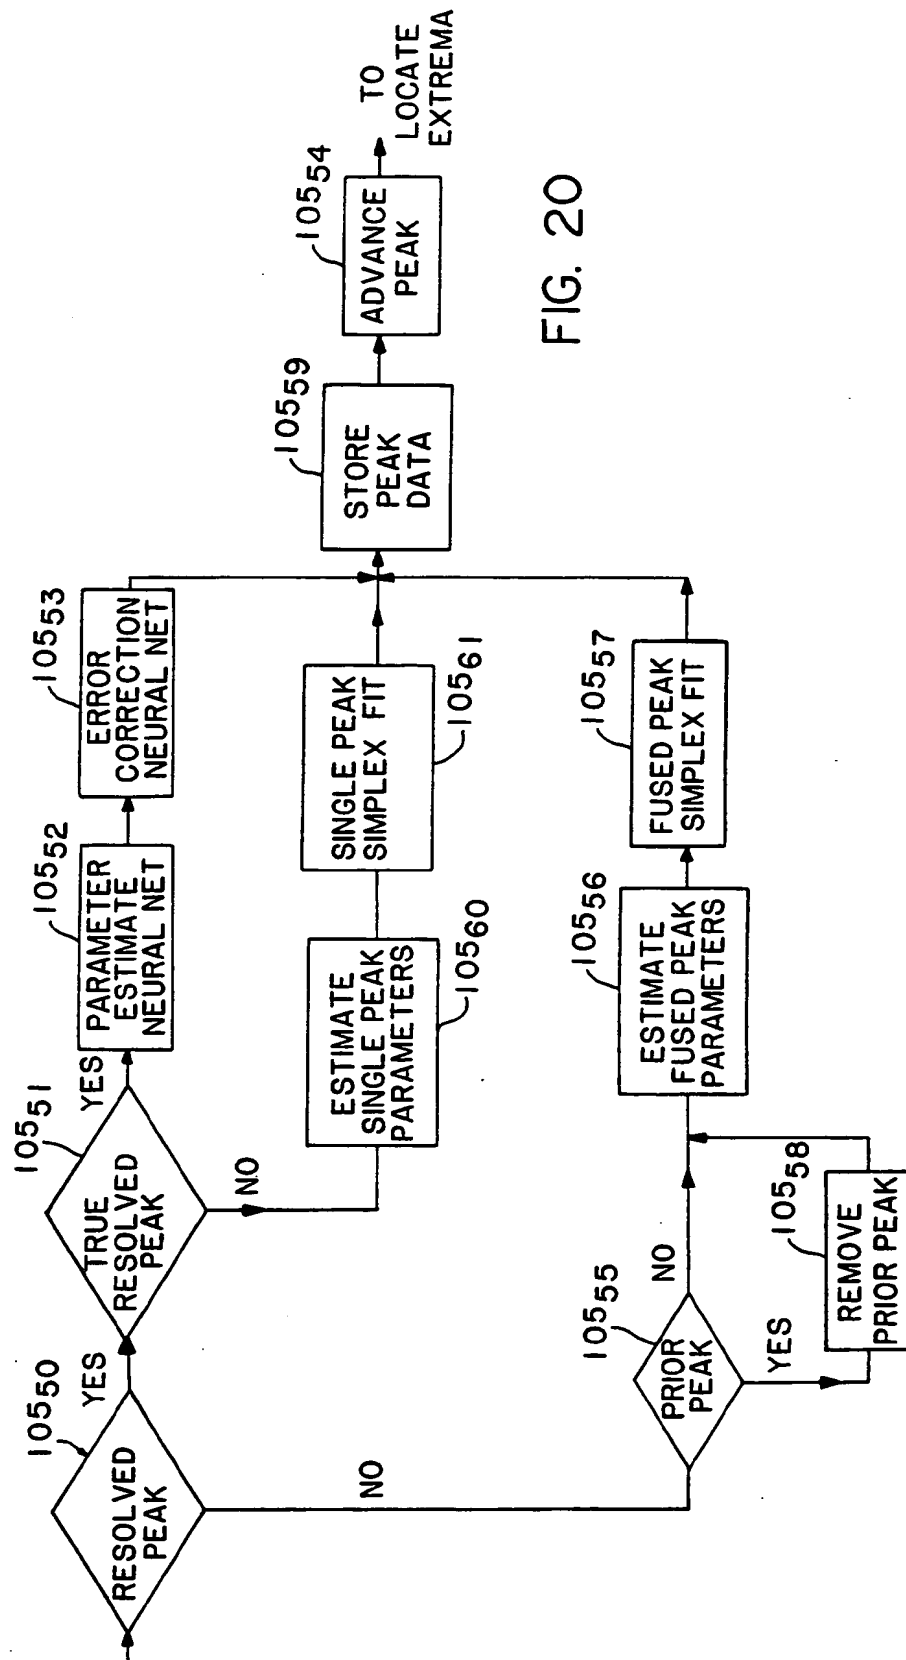 105₅₀
RESOLVED
PEAK
YES
NO
105₅₁
TRUE
RESOLVED
PEAK
YES
NO
105₅₂
PARAMETER
ESTIMATE
NEURAL NET
105₅₃
ERROR
CORRECTION
NEURAL NET
ESTIMATE
SINGLE PEAK
PARAMETERS
105₆₀
SINGLE PEAK
SIMPLEX FIT
105₆₁
105₅₅
PRIOR
PEAK
NO
YES
105₅₈
REMOVE
PRIOR PEAK
105₅₆
ESTIMATE
FUSED PEAK
PARAMETERS
105₅₇
FUSED PEAK
SIMPLEX FIT
105₅₉
STORE
PEAK
DATA
105₅₄
ADVANCE
PEAK
TO
LOCATE
EXTREMA
FIG. 20